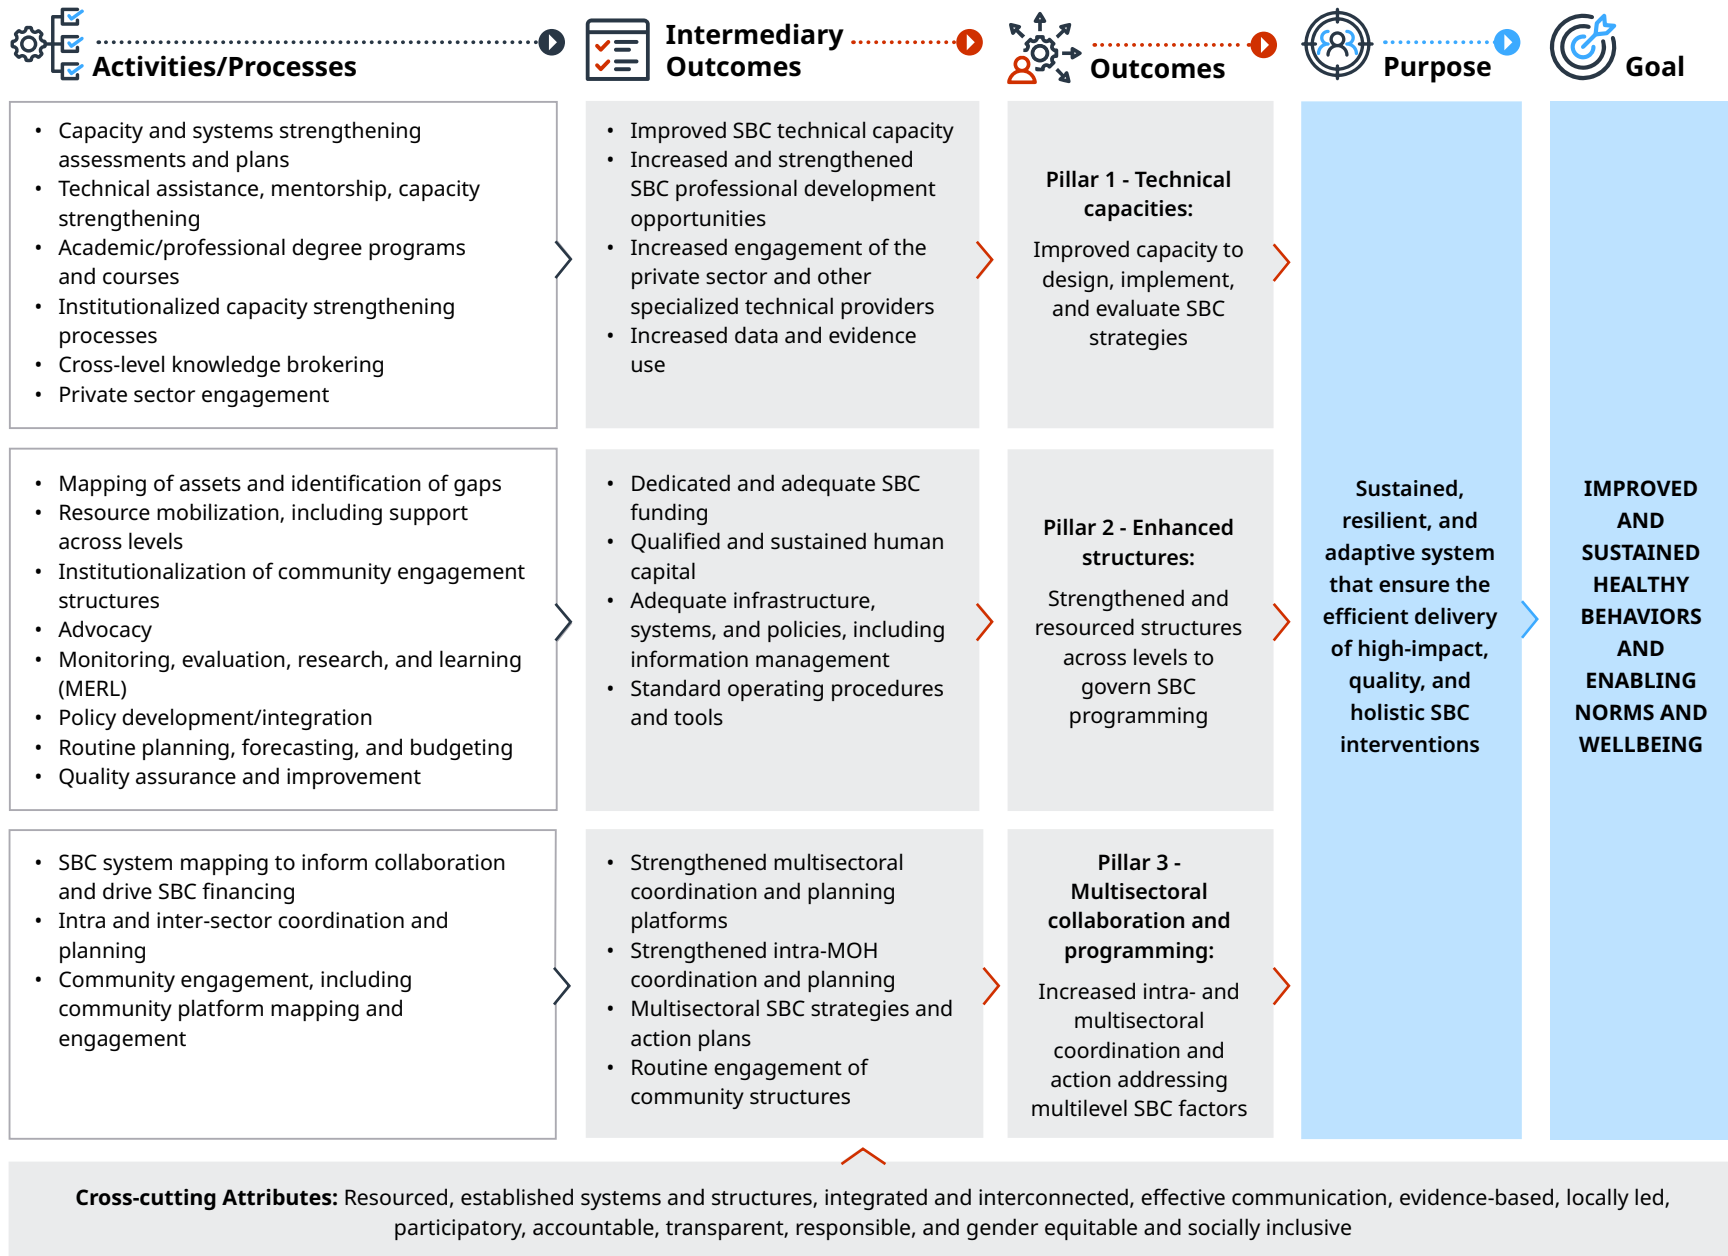 Activities/Processes
Intermediary
Outcomes
Outcomes
Purpose
Goal
• Capacity and systems strengthening
assessments and plans
• Technical assistance, mentorship, capacity
strengthening
• Academic/professional degree programs
and courses
• Institutionalized capacity strengthening
processes
• Cross-level knowledge brokering
• Private sector engagement
• Improved SBC technical capacity
• Increased and strengthened
SBC professional development
opportunities
• Increased engagement of the
private sector and other
specialized technical providers
• Increased data and evidence
use
Pillar 1 - Technical
capacities:
Improved capacity to
design, implement,
and evaluate SBC
strategies
• Mapping of assets and identification of gaps
• Resource mobilization, including support
across levels
• Institutionalization of community engagement
structures
• Advocacy
• Monitoring, evaluation, research, and learning
(MERL)
• Policy development/integration
• Routine planning, forecasting, and budgeting
• Quality assurance and improvement
• Dedicated and adequate SBC
funding
• Qualified and sustained human
capital
• Adequate infrastructure,
systems, and policies, including
information management
• Standard operating procedures
and tools
Pillar 2 - Enhanced
structures:
Strengthened and
resourced structures
across levels to
govern SBC
programming
• SBC system mapping to inform collaboration
and drive SBC financing
• Intra and inter-sector coordination and
planning
• Community engagement, including
community platform mapping and
engagement
• Strengthened multisectoral
coordination and planning
platforms
• Strengthened intra-MOH
coordination and planning
• Multisectoral SBC strategies and
action plans
• Routine engagement of
community structures
Pillar 3 -
Multisectoral
collaboration and
programming:
Increased intra- and
multisectoral
coordination and
action addressing
multilevel SBC factors
Sustained,
resilient, and
adaptive system
that ensure the
efficient delivery
of high-impact,
quality, and
holistic SBC
interventions
IMPROVED
AND
SUSTAINED
HEALTHY
BEHAVIORS
AND
ENABLING
NORMS AND
WELLBEING
Cross-cutting Attributes: Resourced, established systems and structures, integrated and interconnected, effective communication, evidence-based, locally led,
participatory, accountable, transparent, responsible, and gender equitable and socially inclusive